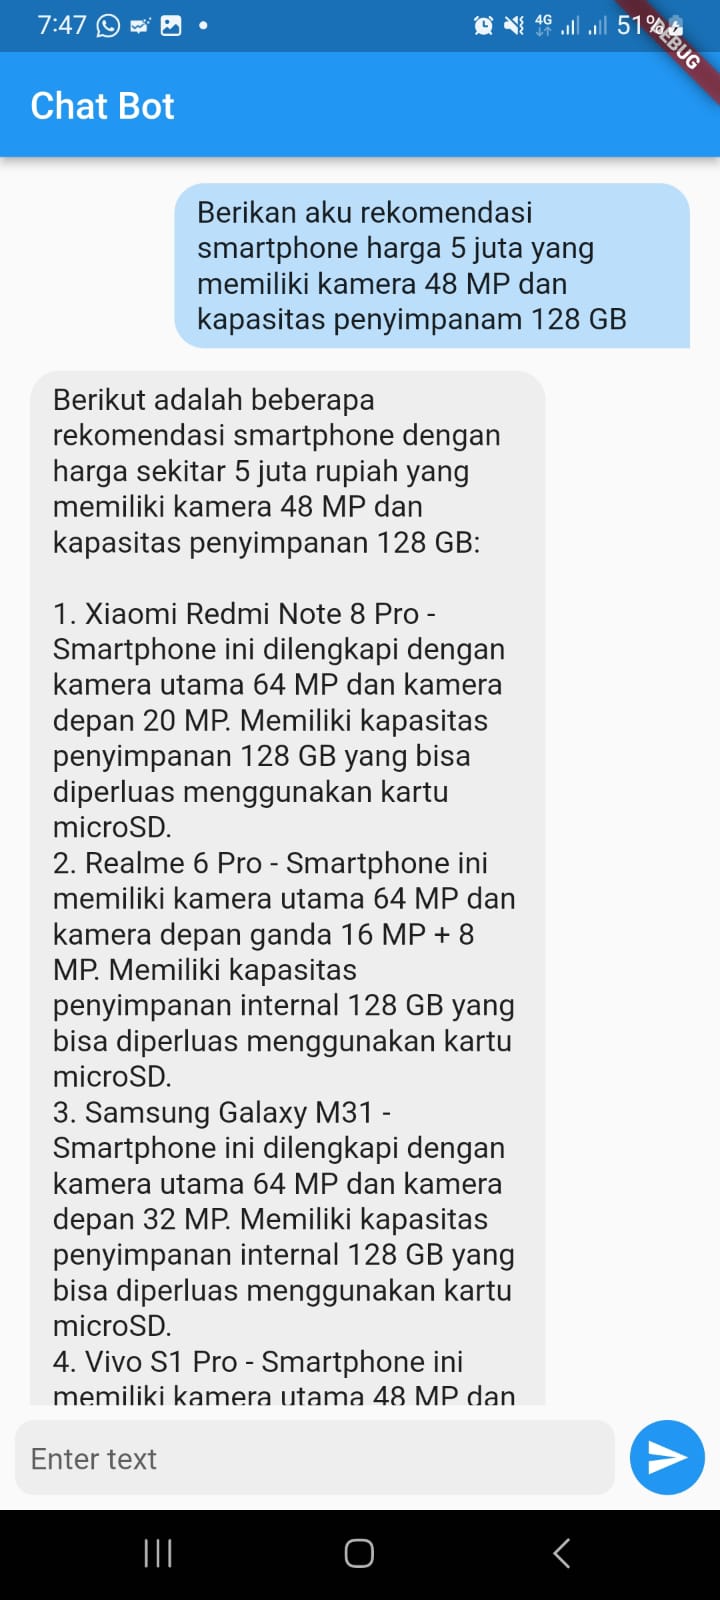 7:47
4G
51%
DEBUG
Chat Bot
Berikan aku rekomendasi
smartphone harga 5 juta yang
memiliki kamera 48 MP dan
kapasitas penyimpanam 128 GB
Berikut adalah beberapa
rekomendasi smartphone dengan
harga sekitar 5 juta rupiah yang
memiliki kamera 48 MP dan
kapasitas penyimpanan 128 GB:
1. Xiaomi Redmi Note 8 Pro -
Smartphone ini dilengkapi dengan
kamera utama 64 MP dan kamera
depan 20 MP. Memiliki kapasitas
penyimpanan 128 GB yang bisa
diperluas menggunakan kartu
microSD.
2. Realme 6 Pro - Smartphone ini
memiliki kamera utama 64 MP dan
kamera depan ganda 16 MP + 8
MP. Memiliki kapasitas
penyimpanan internal 128 GB yang
bisa diperluas menggunakan kartu
microSD.
3. Samsung Galaxy M31 -
Smartphone ini dilengkapi dengan
kamera utama 64 MP dan kamera
depan 32 MP. Memiliki kapasitas
penyimpanan internal 128 GB yang
bisa diperluas menggunakan kartu
microSD.
4. Vivo S1 Pro - Smartphone ini
memiliki kamera utama 48 MP dan
Enter text